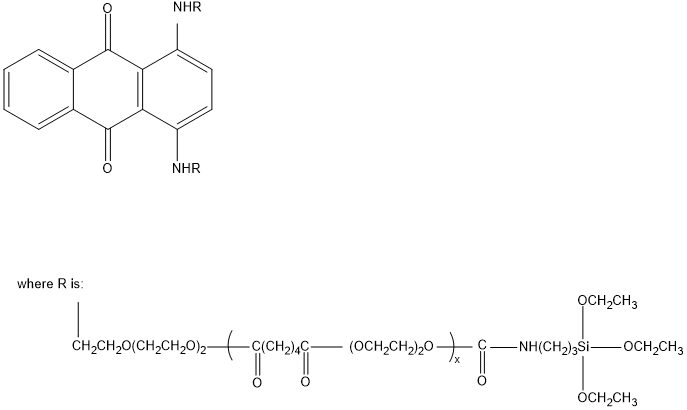 O
NHR
O
NHR
where R is:
OCH₂CH₃
CH₂CH₂O(CH₂CH₂O)₂ ( C(CH₂)₄C (OCH₂CH₂)₂O )ₓ C NH(CH₂)₃Si OCH₂CH₃
O O O
OCH₂CH₃